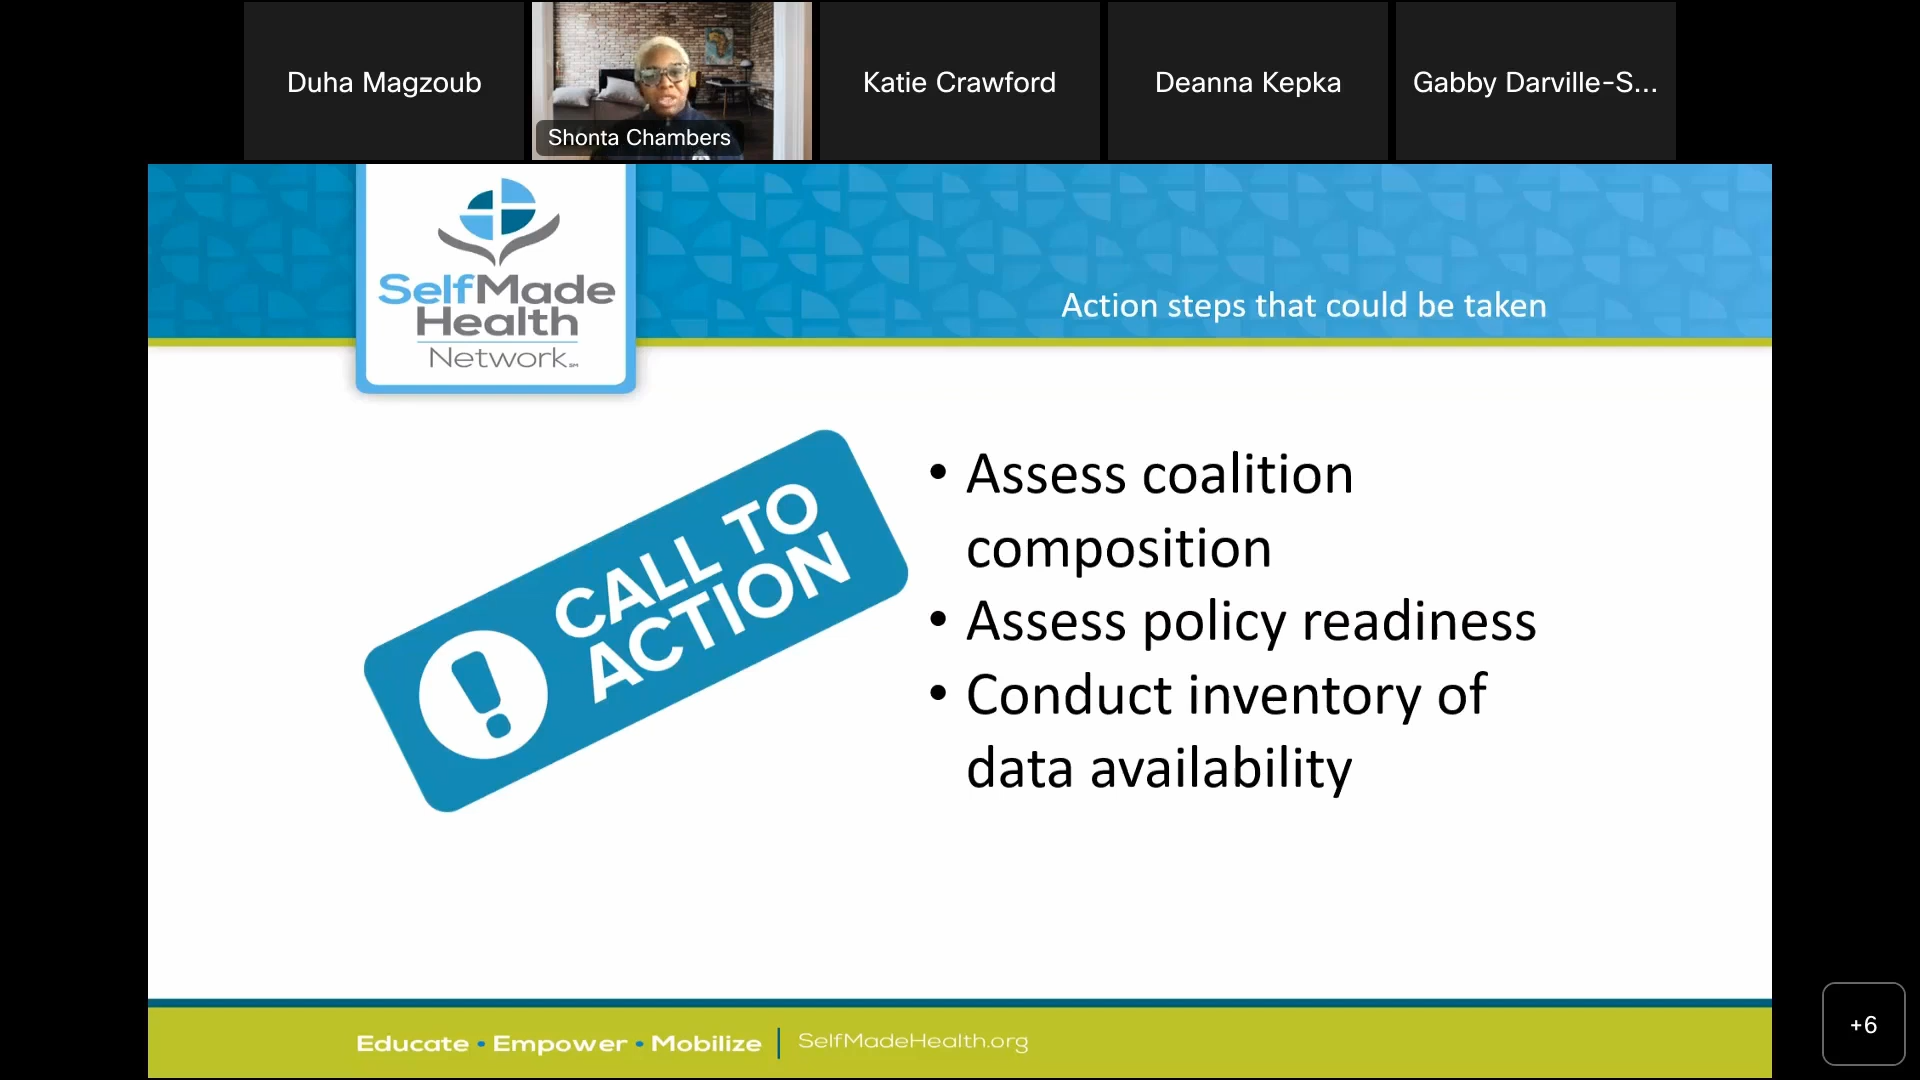 Duha Magzoub
Shonta Chambers
Katie Crawford
Deanna Kepka
Gabby Darville-S...
SelfMade
Health
Network℠
Action steps that could be taken
CALL TO
ACTION
• Assess coalition
composition
• Assess policy readiness
• Conduct inventory of
data availability
Educate • Empower • Mobilize | SelfMadeHealth.org
+6